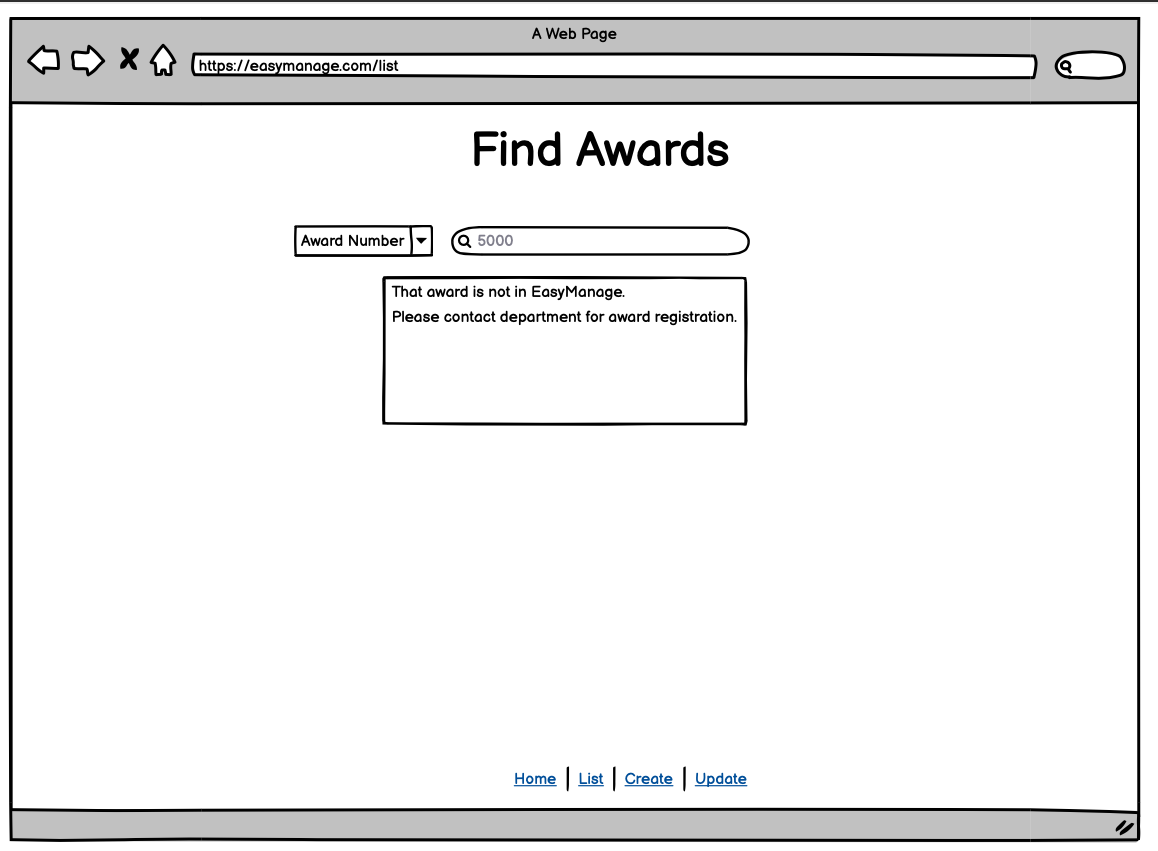 A Web Page
https://easymanage.com/list
Find Awards
Award Number
5000
That award is not in EasyManage.
Please contact department for award registration.
Home List Create Update